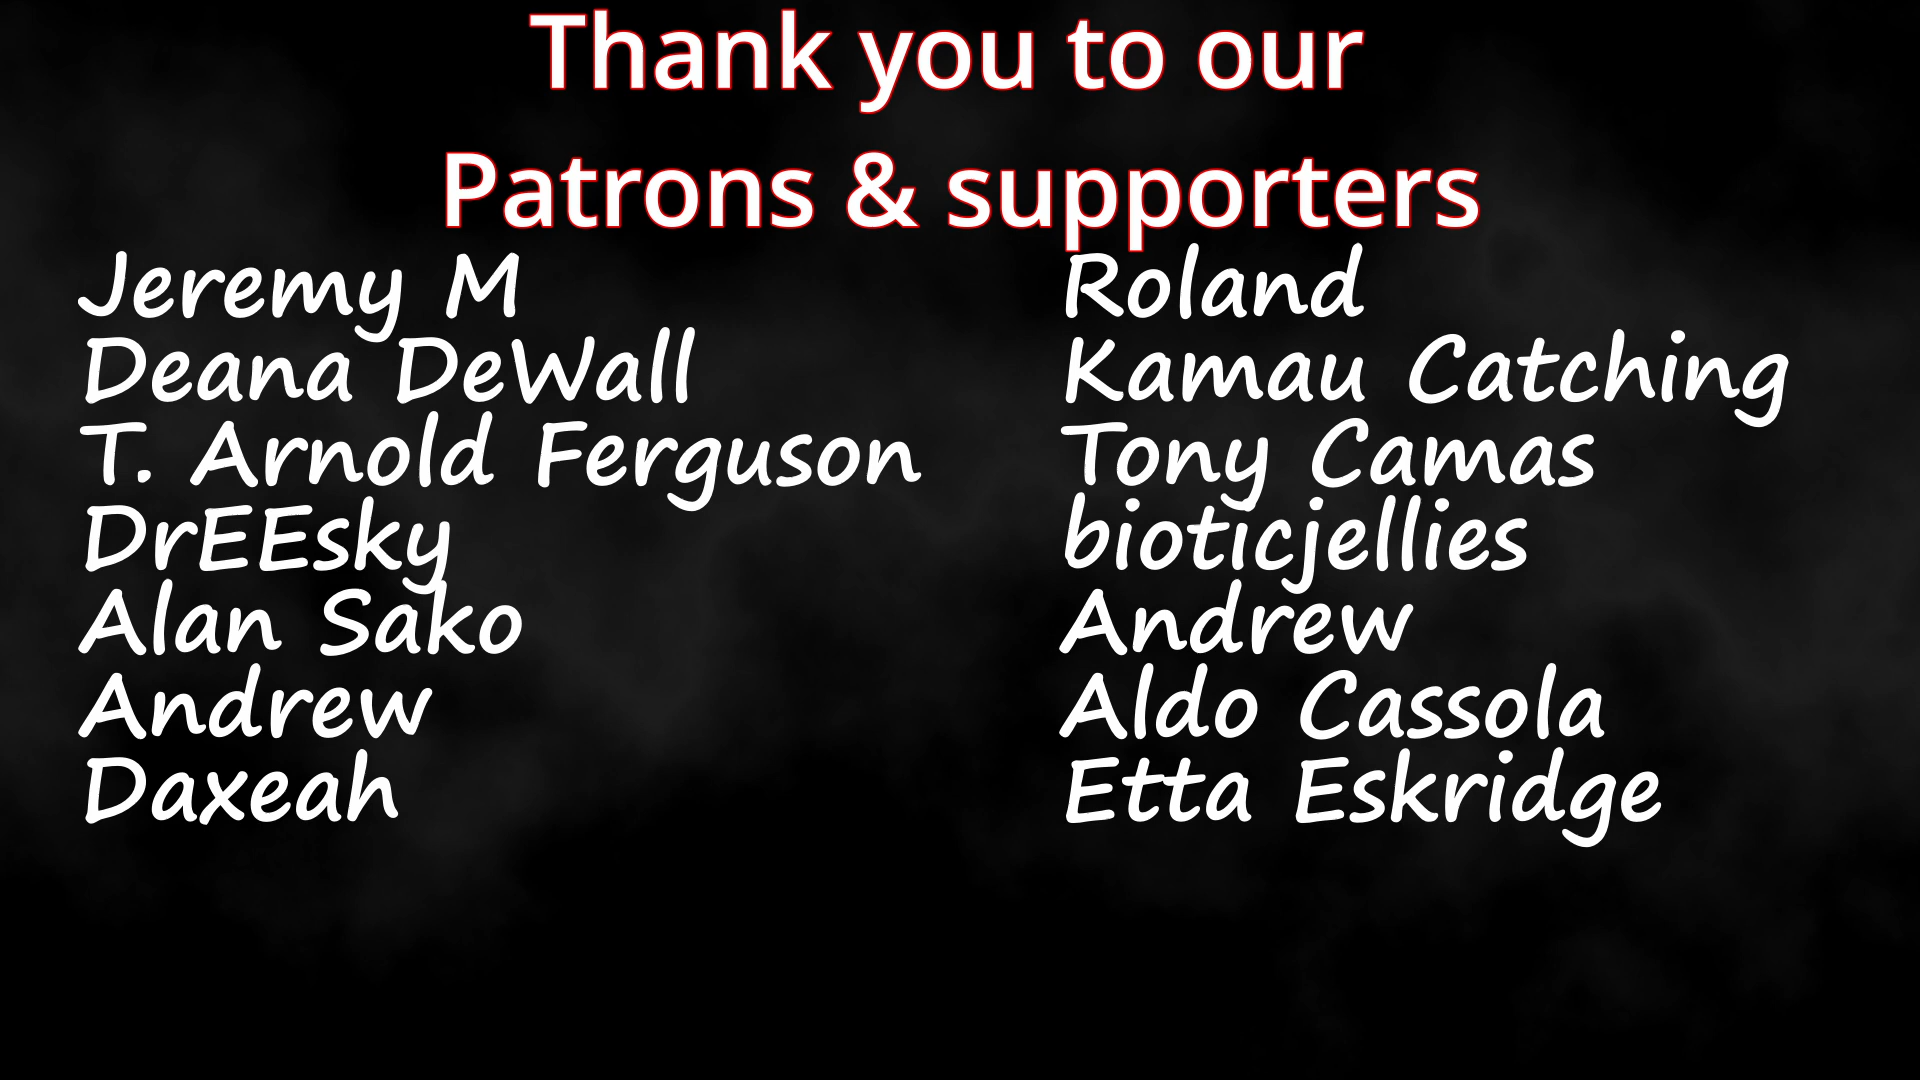 Thank you to our
Patrons & supporters
Jeremy M
Deana DeWall
T. Arnold Ferguson
DrEEsky
Alan Sako
Andrew
Daxeah
Roland
Kamau Catching
Tony Camas
bioticjellies
Andrew
Aldo Cassola
Etta Eskridge